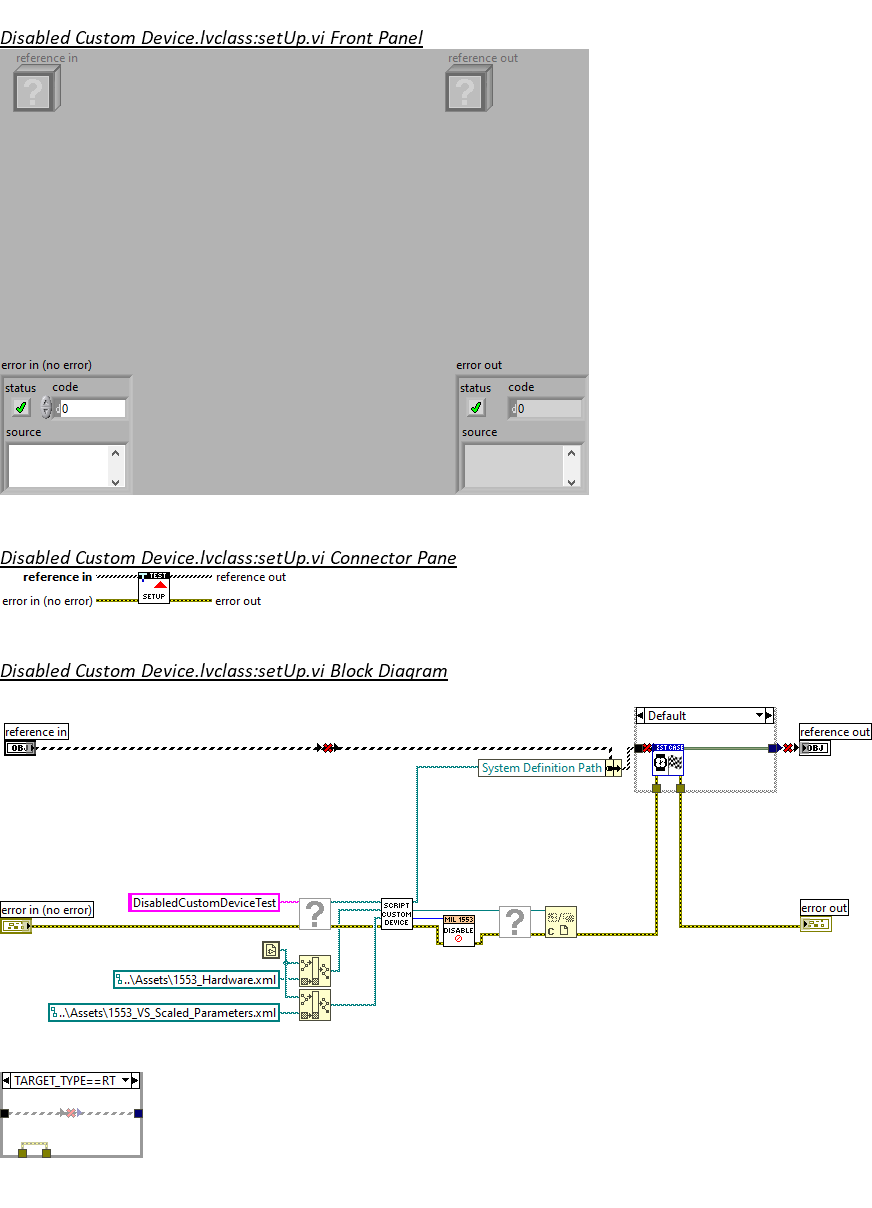 Disabled Custom Device.lvclass:setUp.vi Front Panel
reference in
reference out
?
?
error in (no error)
error out
status
code
status
code
d
0
d
0
source
source
Disabled Custom Device.lvclass:setUp.vi Connector Pane
reference in
TEST
reference out
error in (no error)
SETUP
error out
Disabled Custom Device.lvclass:setUp.vi Block Diagram
Default
reference in
reference out
OBJ
EST CASE
OBJ
System Definition Path
DisabledCustomDeviceTest
?
SCRIPT
CUSTOM
DEVICE
error in (no error)
error out
MIL 1553
DISABLE
?
C
..\Assets\1553_Hardware.xml
..\Assets\1553_VS_Scaled_Parameters.xml
TARGET_TYPE==RT